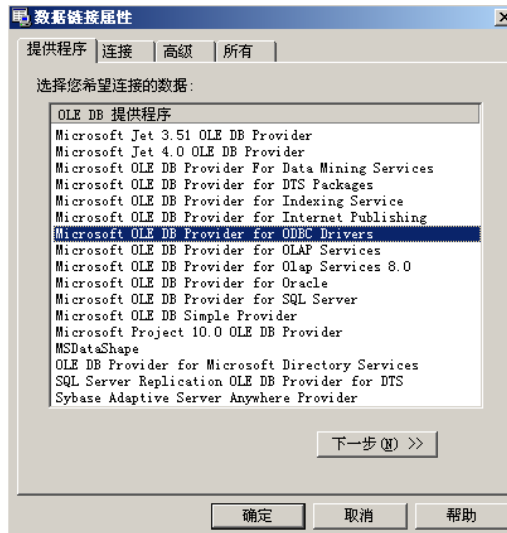 数据链接属性
提供程序 连接 高级 所有
选择您希望连接的数据:
OLE DB 提供程序
Microsoft Jet 3.51 OLE DB Provider
Microsoft Jet 4.0 OLE DB Provider
Microsoft OLE DB Provider For Data Mining Services
Microsoft OLE DB Provider for DTS Packages
Microsoft OLE DB Provider for Indexing Service
Microsoft OLE DB Provider for Internet Publishing
Microsoft OLE DB Provider for ODBC Drivers
Microsoft OLE DB Provider for OLAP Services
Microsoft OLE DB Provider for Olap Services 8.0
Microsoft OLE DB Provider for Oracle
Microsoft OLE DB Provider for SQL Server
Microsoft OLE DB Simple Provider
Microsoft Project 10.0 OLE DB Provider
MSDataShape
OLE DB Provider for Microsoft Directory Services
SQL Server Replication OLE DB Provider for DTS
Sybase Adaptive Server Anywhere Provider
下一步(N) >>
确定 取消 帮助